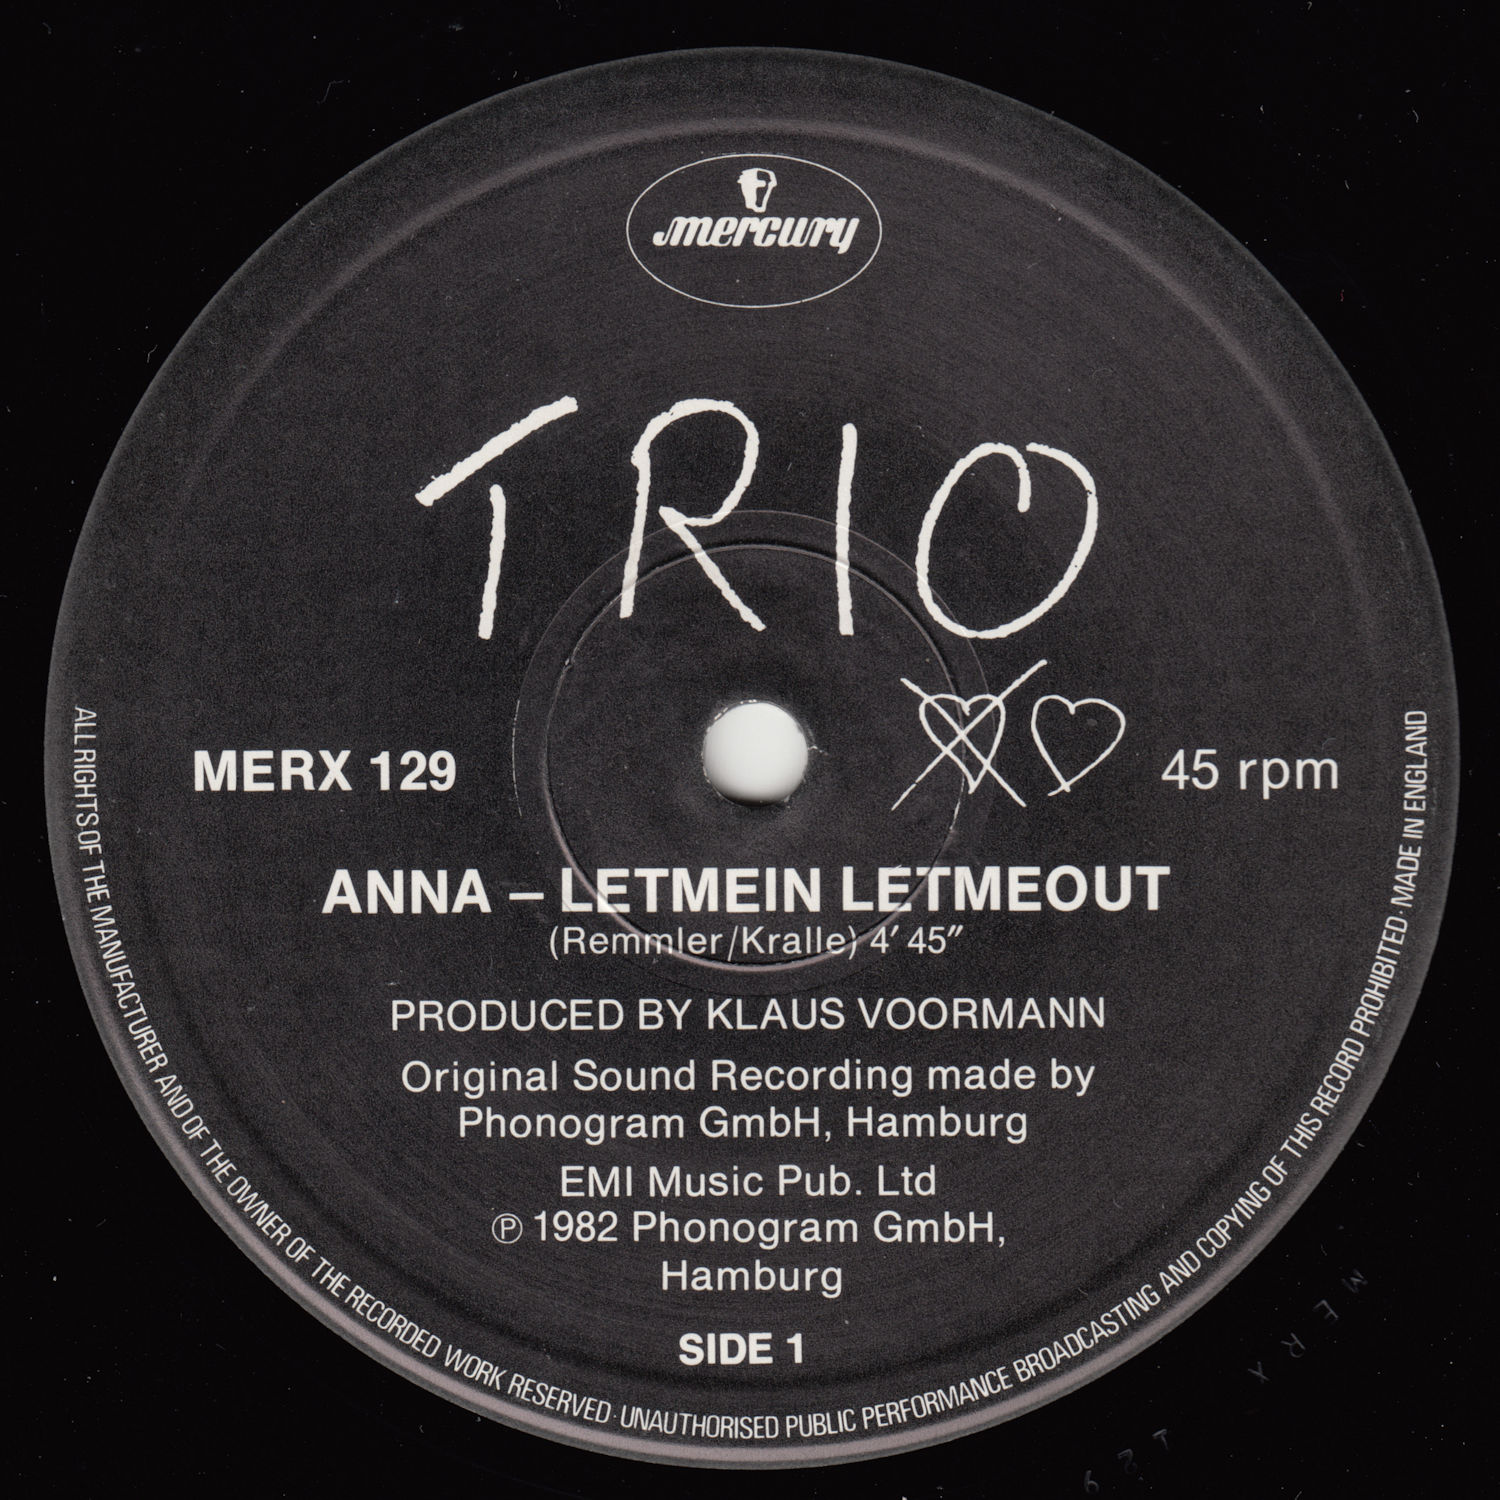 mercury
TRIO
MERX 129
45 rpm
ANNA – LETMEIN LETMEOUT
(Remmler/Kralle) 4′ 45″
PRODUCED BY KLAUS VOORMANN
Original Sound Recording made by
Phonogram GmbH, Hamburg
EMI Music Pub. Ltd
℗ 1982 Phonogram GmbH,
Hamburg
SIDE 1
ALL RIGHTS OF THE MANUFACTURER AND OF THE OWNER OF THE RECORDED WORK RESERVED · UNAUTHORISED PUBLIC PERFORMANCE BROADCASTING AND COPYING OF THIS RECORD PROHIBITED · MADE IN ENGLAND
MERX 129